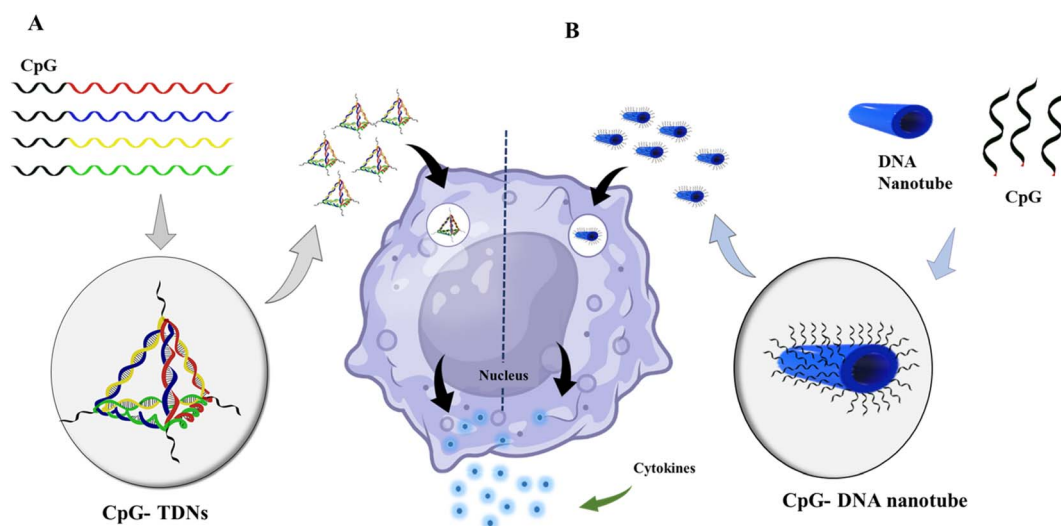 A
CpG
CpG- TDNs
B
DNA
Nanotube
CpG
Nucleus
Cytokines
CpG- DNA nanotube